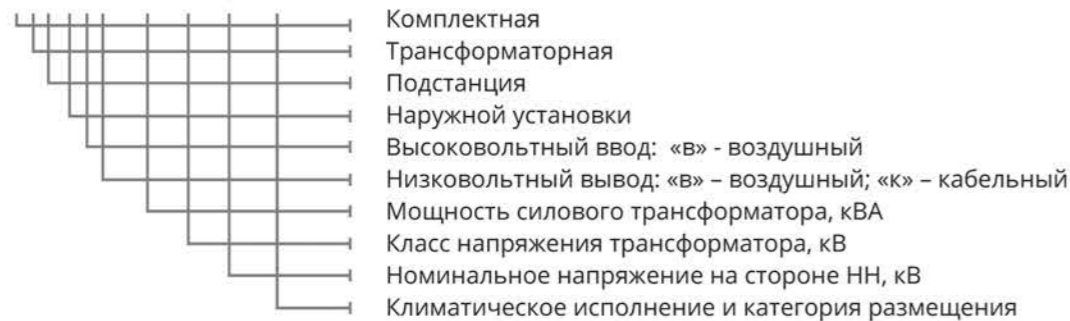 Комплектная
Трансформаторная
Подстанция
Наружной установки
Высоковольтный ввод: «в» - воздушный
Низковольтный вывод: «в» – воздушный; «к» – кабельный
Мощность силового трансформатора, кВА
Класс напряжения трансформатора, кВ
Номинальное напряжение на стороне НН, кВ
Климатическое исполнение и категория размещения